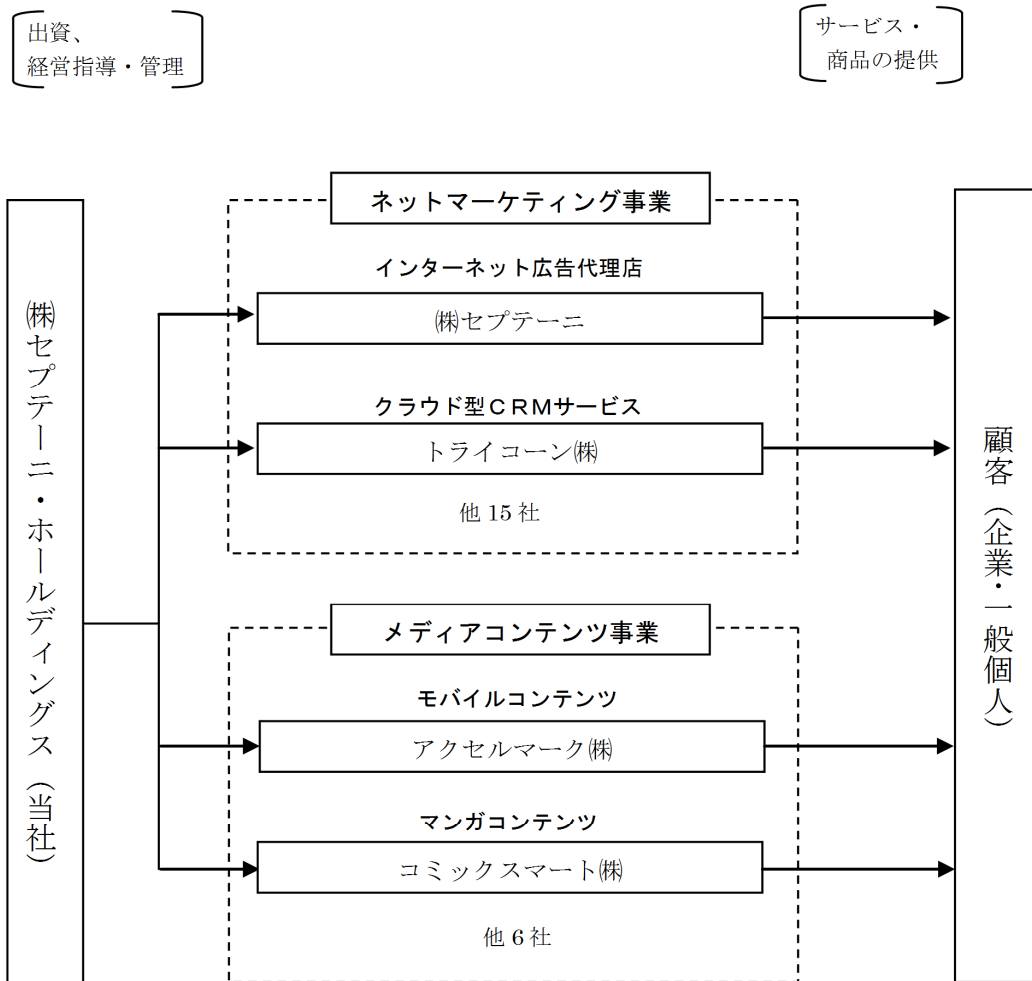 出資、
経営指導・管理
サービス・
商品の提供
㈱セプテーニ・ホールディングス（当社）
ネットマーケティング事業
インターネット広告代理店
㈱セプテーニ
クラウド型ＣＲＭサービス
トライコーン㈱
他 15 社
メディアコンテンツ事業
モバイルコンテンツ
アクセルマーク㈱
マンガコンテンツ
コミックスマート㈱
他 6 社
顧客（企業・一般個人）